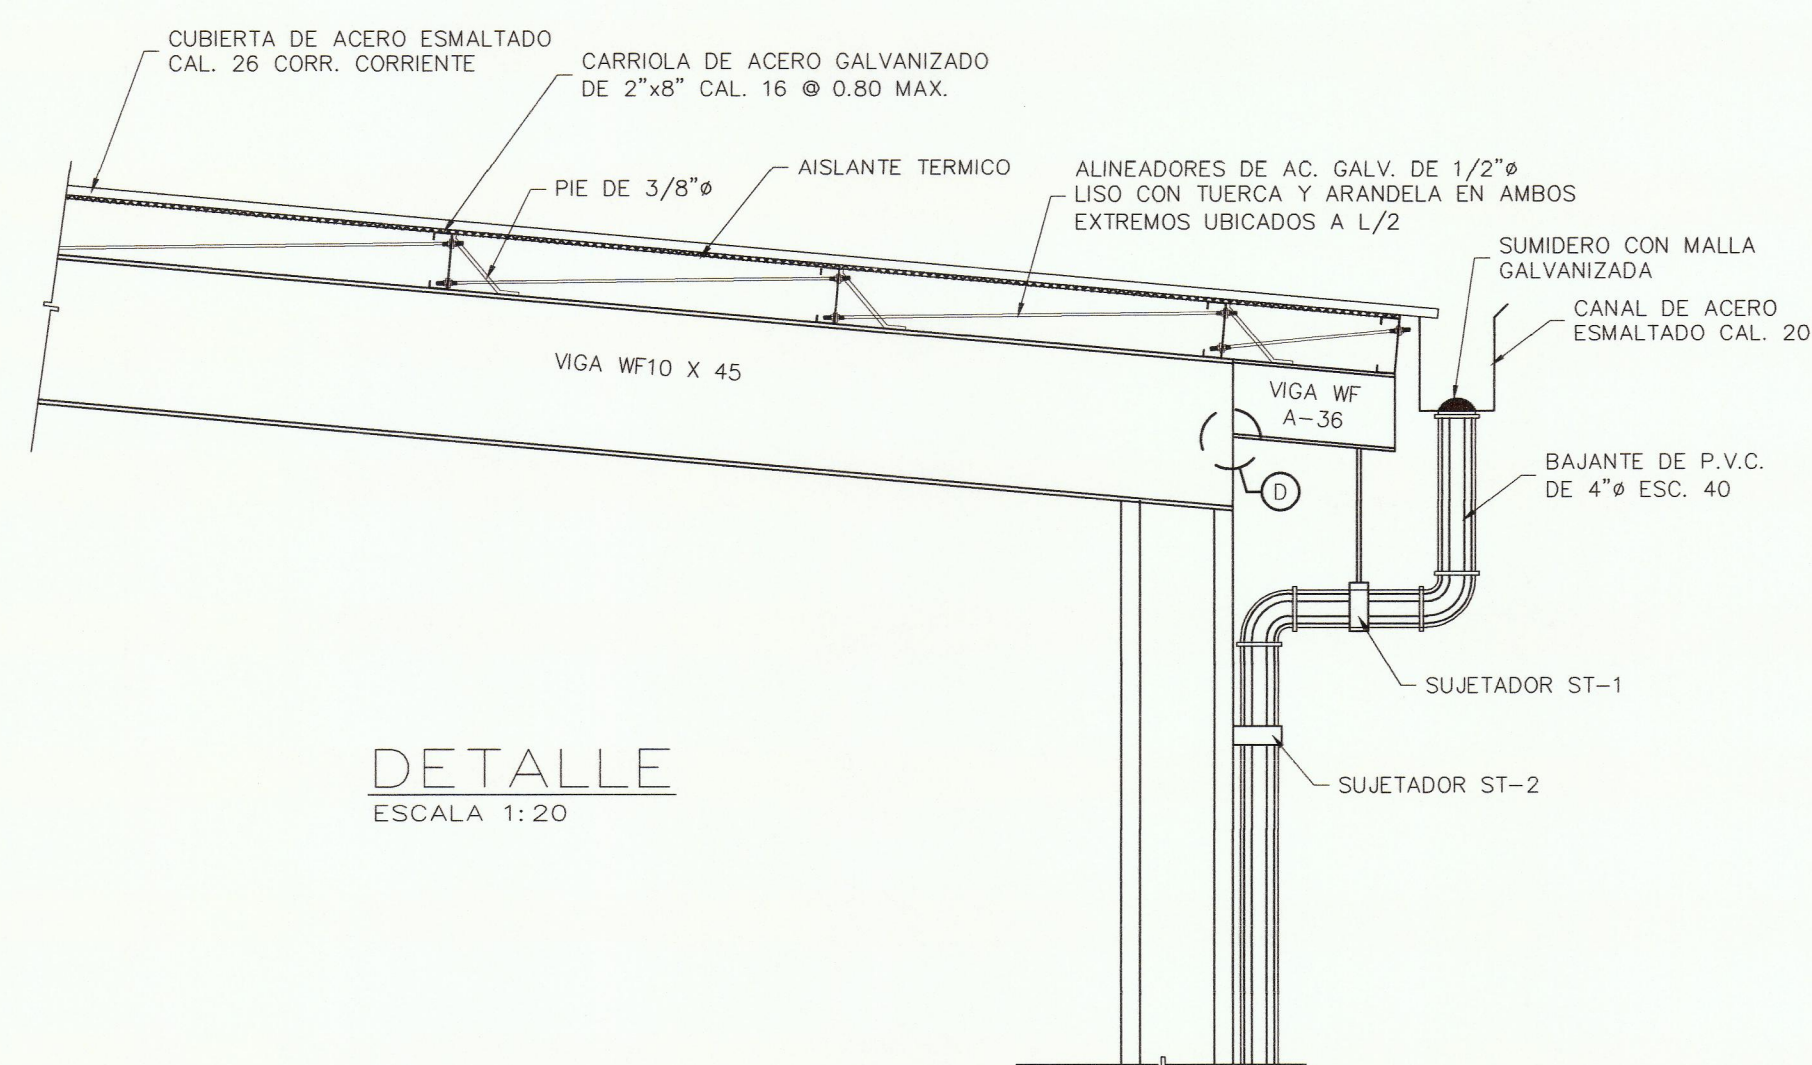 CUBIERTA DE ACERO ESMALTADO
CAL. 26 CORR. CORRIENTE
CARRIOLA DE ACERO GALVANIZADO
DE 2"x8" CAL. 16 @ 0.80 MAX.
PIE DE 3/8"ø
AISLANTE TERMICO
ALINEADORES DE AC. GALV. DE 1/2"ø
LISO CON TUERCA Y ARANDELA EN AMBOS
EXTREMOS UBICADOS A L/2
SUMIDERO CON MALLA
GALVANIZADA
CANAL DE ACERO
ESMALTADO CAL. 20
VIGA WF10 X 45
VIGA WF
A-36
D
BAJANTE DE P.V.C.
DE 4"ø ESC. 40
SUJETADOR ST-1
SUJETADOR ST-2
DETALLE
ESCALA 1:20